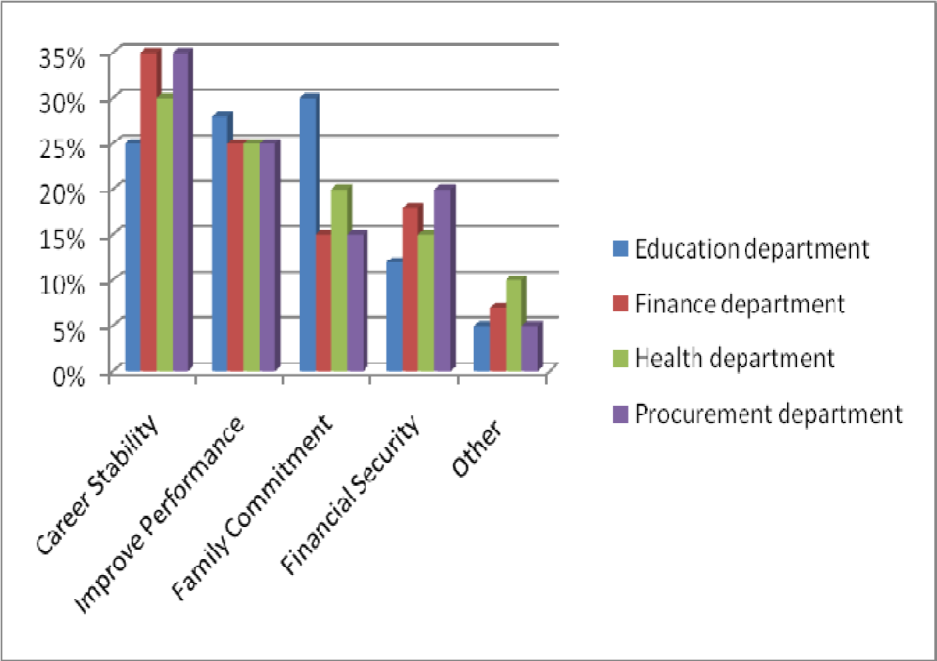 35%
30%
25%
20%
15%
10%
5%
0%
Career Stability
Improve Performance
Family Commitment
Financial Security
Other
Education department
Finance department
Health department
Procurement department